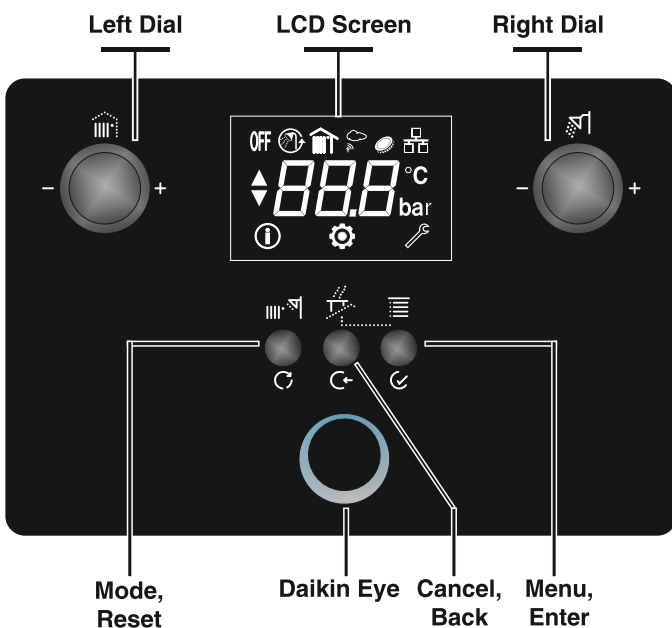 Left Dial
LCD Screen
Right Dial
OFF
88.8 °C
bar
- +
- +
Mode,
Reset
Daikin Eye
Cancel,
Back
Menu,
Enter